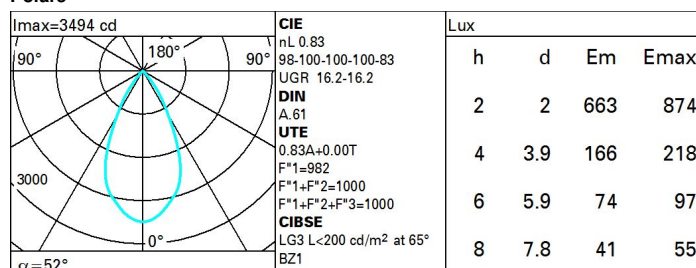 Imax=3494 cd
90°
180°
90°
3000
0°
α=52°
CIE
nL 0.83
98-100-100-100-83
UGR 16.2-16.2
DIN
A.61
UTE
0.83A+0.00T
F"1=982
F"1+F"2=1000
F"1+F"2+F"3=1000
CIBSE
LG3 L<200 cd/m² at 65°
BZ1
Lux
h d Em Emax
2 2 663 874
4 3.9 166 218
6 5.9 74 97
8 7.8 41 55